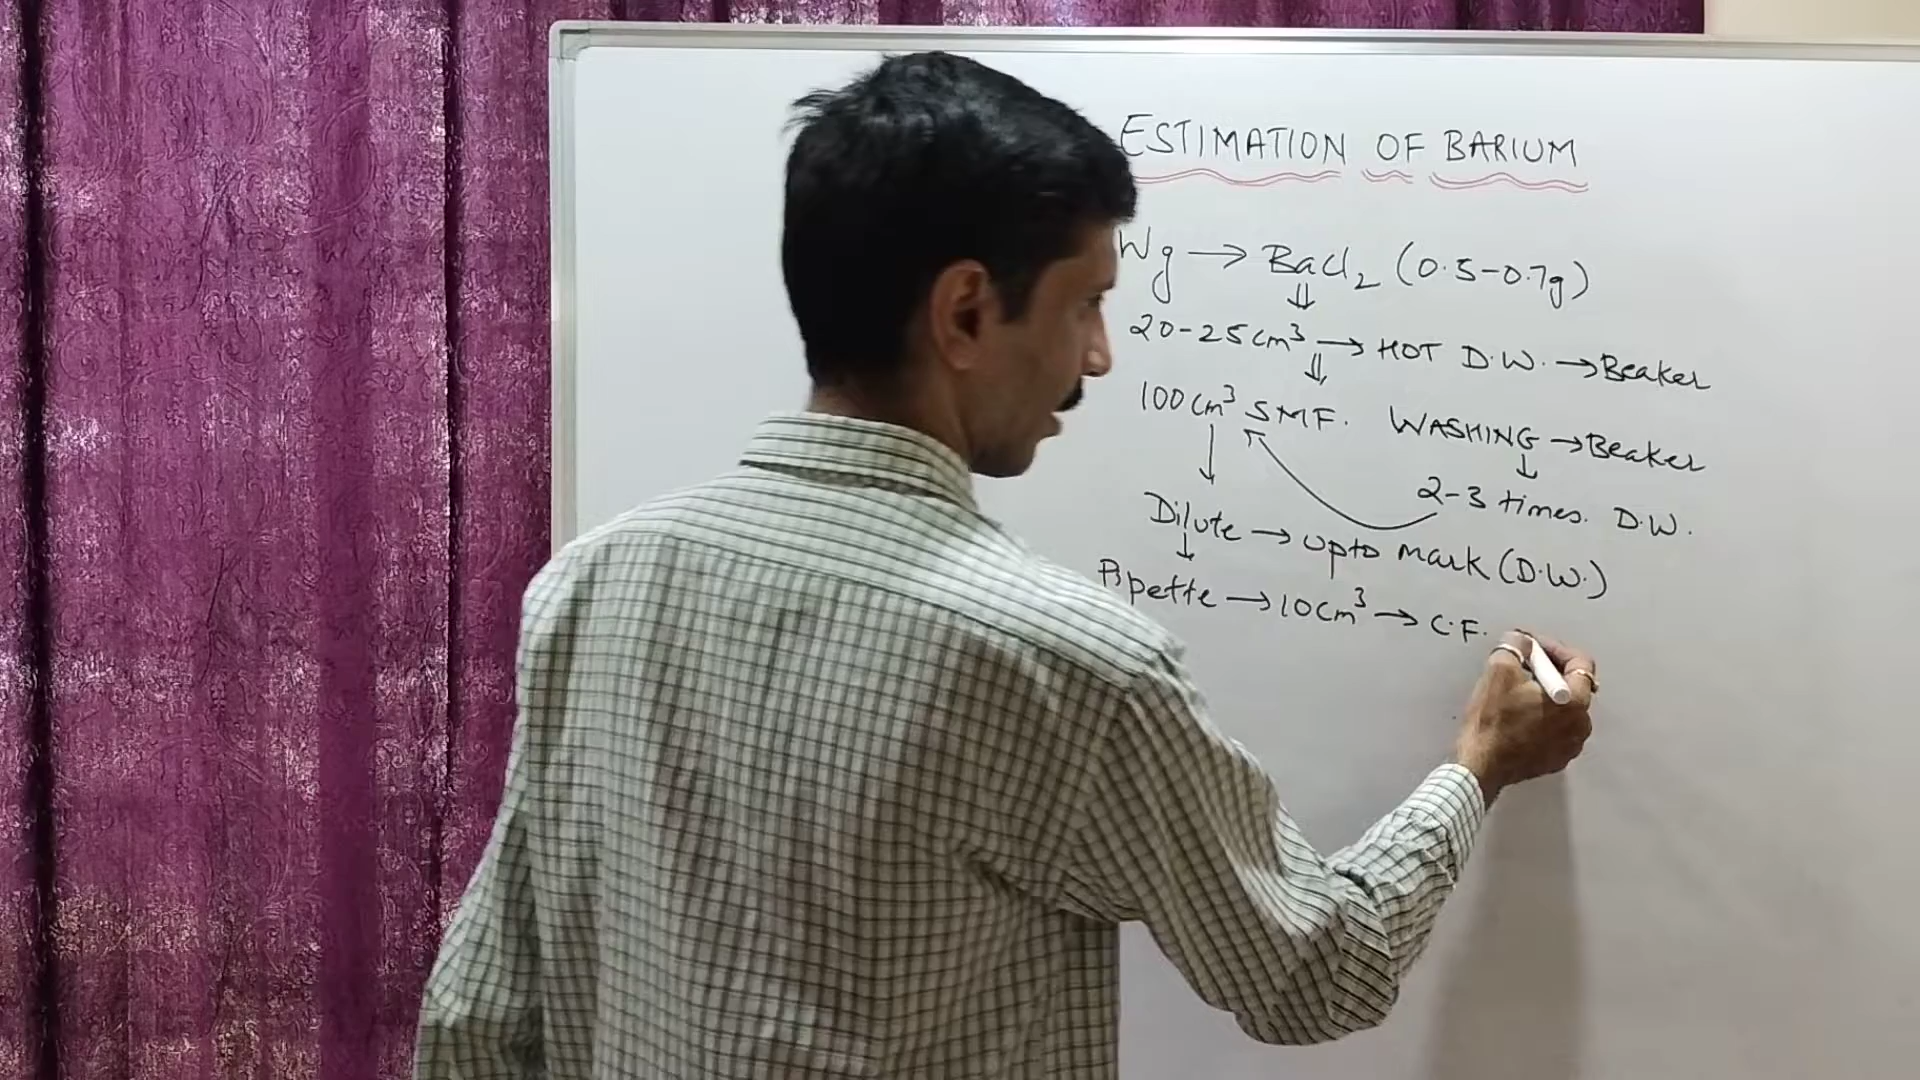 ESTIMATION OF BARIUM
Wg → BaCl₂ (0.5-0.7g)
⇓
20-25cm³ → HOT D.W. → Beaker
⇓
100cm³ SMF. WASHING → Beaker
↓ ↓
2-3 times. D.W.
Dilute → upto mark (D.W.)
↓
Pipette → 10cm³ → C.F.